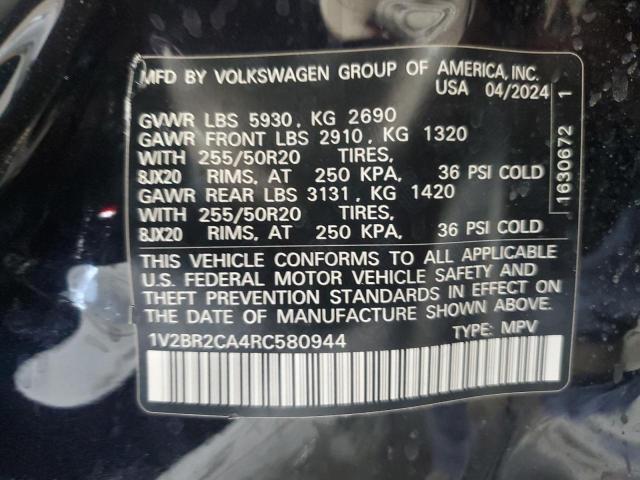 MFD BY VOLKSWAGEN GROUP OF AMERICA, INC.
USA 04/2024
GVWR LBS 5930, KG 2690
GAWR FRONT LBS 2910, KG 1320
WITH 255/50R20 TIRES,
8JX20 RIMS, AT 250 KPA, 36 PSI COLD
GAWR REAR LBS 3131, KG 1420
WITH 255/50R20 TIRES,
8JX20 RIMS, AT 250 KPA, 36 PSI COLD
THIS VEHICLE CONFORMS TO ALL APPLICABLE
U.S. FEDERAL MOTOR VEHICLE SAFETY AND
THEFT PREVENTION STANDARDS IN EFFECT ON
THE DATE OF MANUFACTURE SHOWN ABOVE.
1V2BR2CA4RC580944 TYPE: MPV
1630672 1